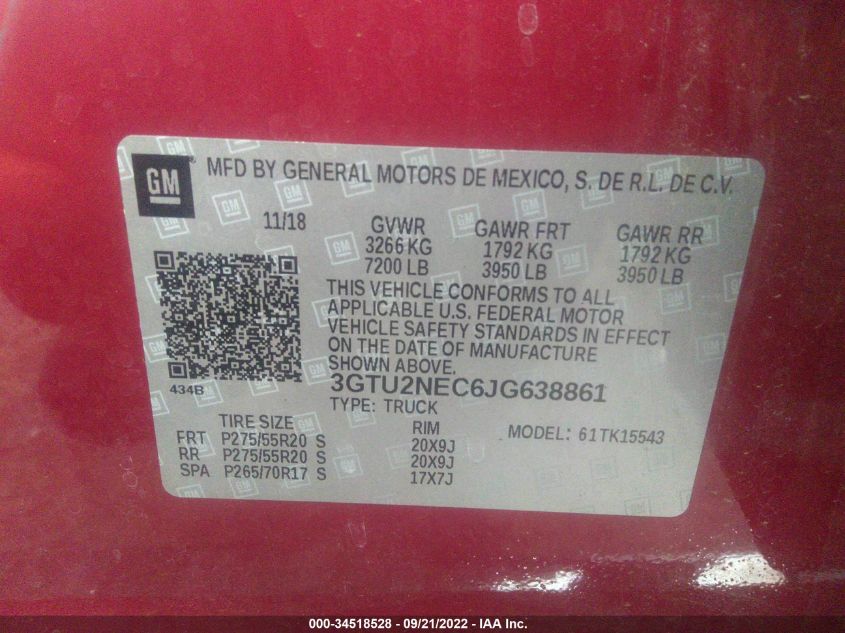 GM
MFD BY GENERAL MOTORS DE MEXICO, S. DE R.L. DE C.V.
11/18
GVWR GAWR FRT GAWR RR
3266 KG 1792 KG 1792 KG
7200 LB 3950 LB 3950 LB
THIS VEHICLE CONFORMS TO ALL
APPLICABLE U.S. FEDERAL MOTOR
VEHICLE SAFETY STANDARDS IN EFFECT
ON THE DATE OF MANUFACTURE
SHOWN ABOVE.
434B
3GTU2NEC6JG638861
TYPE: TRUCK
TIRE SIZE RIM MODEL: 61TK15543
FRT P275/55R20 S 20X9J
RR P275/55R20 S 20X9J
SPA P265/70R17 S 17X7J
000-34518528 - 09/21/2022 - IAA Inc.